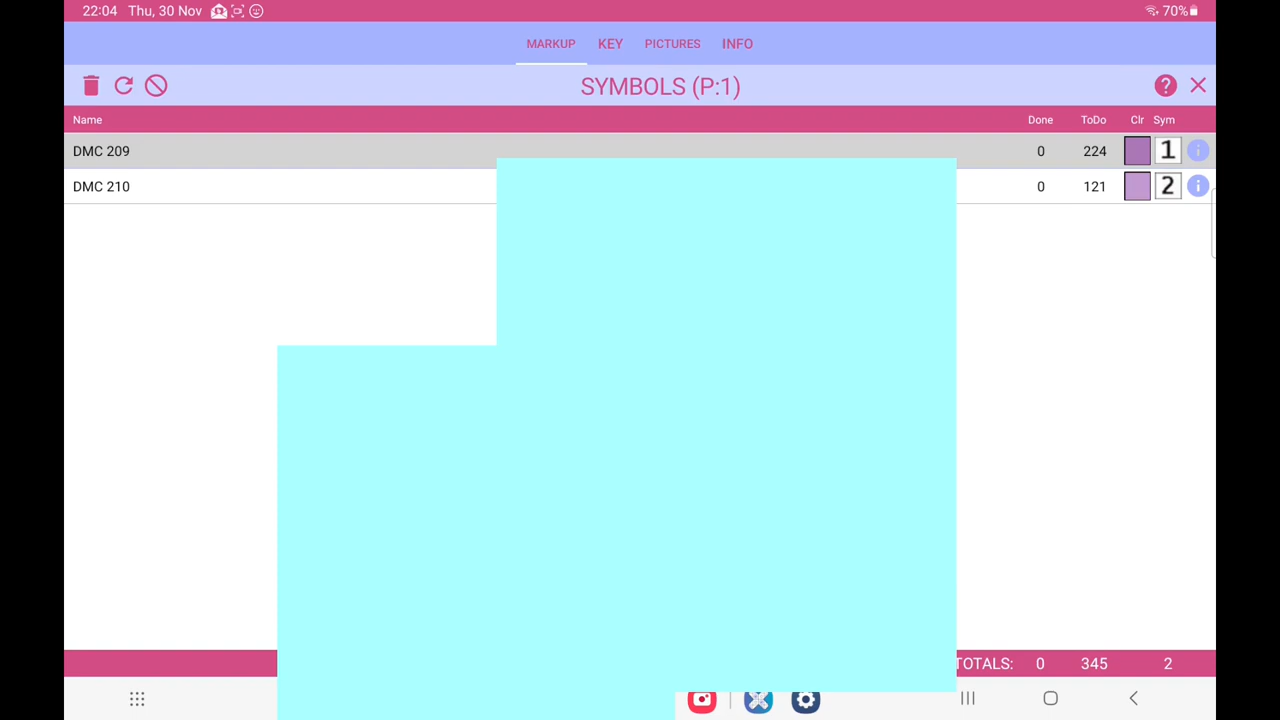 22:04 Thu, 30 Nov 70%
MARKUP KEY PICTURES INFO
SYMBOLS (P:1)
Name Done ToDo Clr Sym
DMC 209 0 224 1
DMC 210 0 121 2
TOTALS: 0 345 2